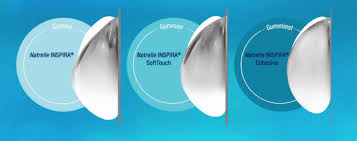 Gummy
Natrelle INSPIRA®
Gummier
Natrelle INSPIRA®
SoftTouch
Gummiest
Natrelle INSPIRA®
Cohesive